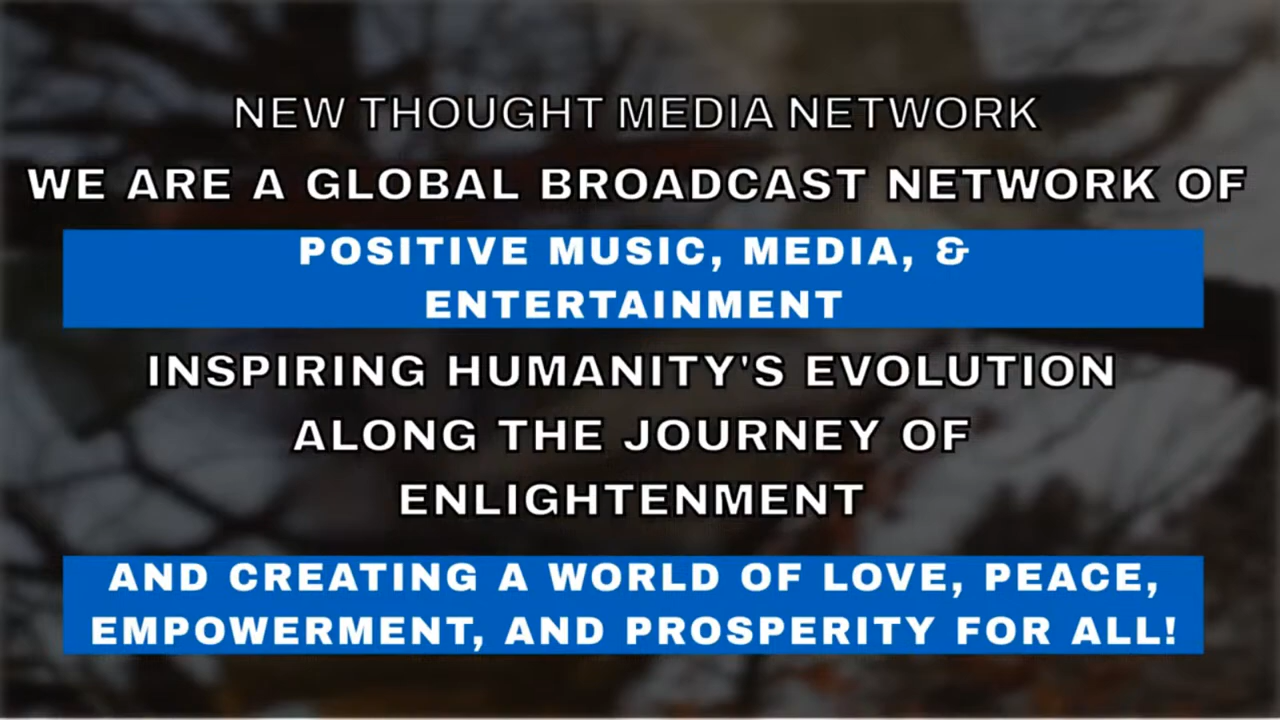 NEW THOUGHT MEDIA NETWORK
WE ARE A GLOBAL BROADCAST NETWORK OF
POSITIVE MUSIC, MEDIA, &
ENTERTAINMENT
INSPIRING HUMANITY'S EVOLUTION
ALONG THE JOURNEY OF
ENLIGHTENMENT
AND CREATING A WORLD OF LOVE, PEACE,
EMPOWERMENT, AND PROSPERITY FOR ALL!